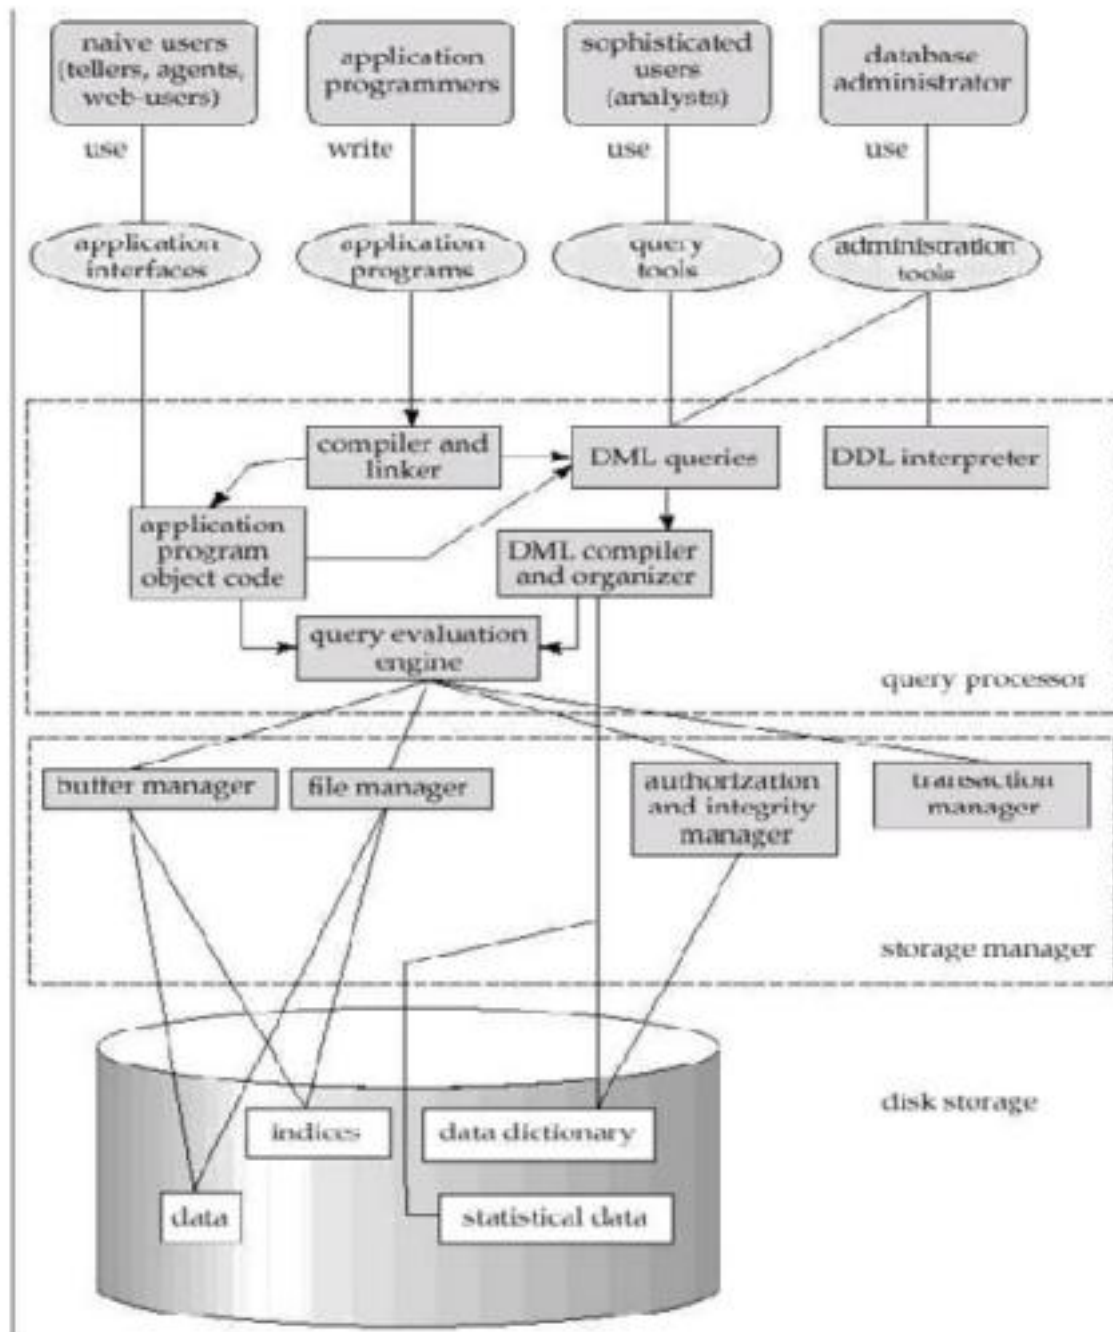 naive users
(tellers, agents,
web-users)
application
programmers
sophisticated
users
(analysts)
database
administrator
use
write
use
use
application
interfaces
application
programs
query
tools
administration
tools
compiler and
linker
DML queries
DDL interpreter
application
program
object code
DML compiler
and organizer
query evaluation
engine
query processor
buffer manager
file manager
authorization
and integrity
manager
transaction
manager
storage manager
disk storage
indices
data dictionary
data
statistical data